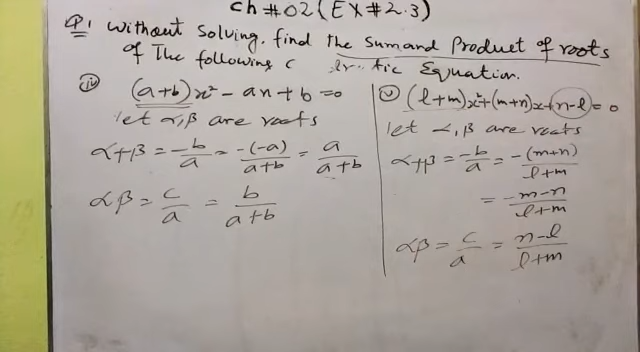 Ch #02 (EX # 2.3)
Q.1 Without Solving, find the Sum and Product of roots
of The following Equation.
iv) (a+b)x² - ax + b = 0
let α,β are roots
α+β = -b/a = -(-a)/a+b = a/a+b
αβ = c/a = b/a+b
v) (l+m)x²+(m+n)x+(n-l) = 0
let α,β are roots
α+β = -b/a = -(m+n)/l+m
= -m-n/l+m
αβ = c/a = n-l/l+m